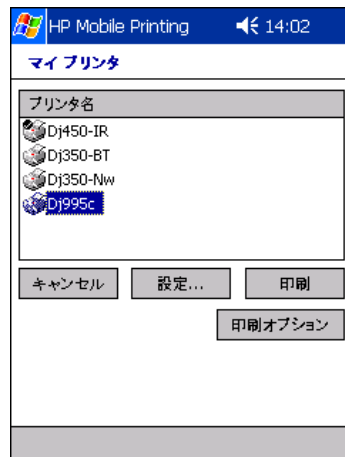 HP Mobile Printing 14:02
マイ プリンタ
プリンタ名
Dj450-IR
Dj350-BT
Dj350-Nw
Dj995c
キャンセル 設定... 印刷
印刷オプション